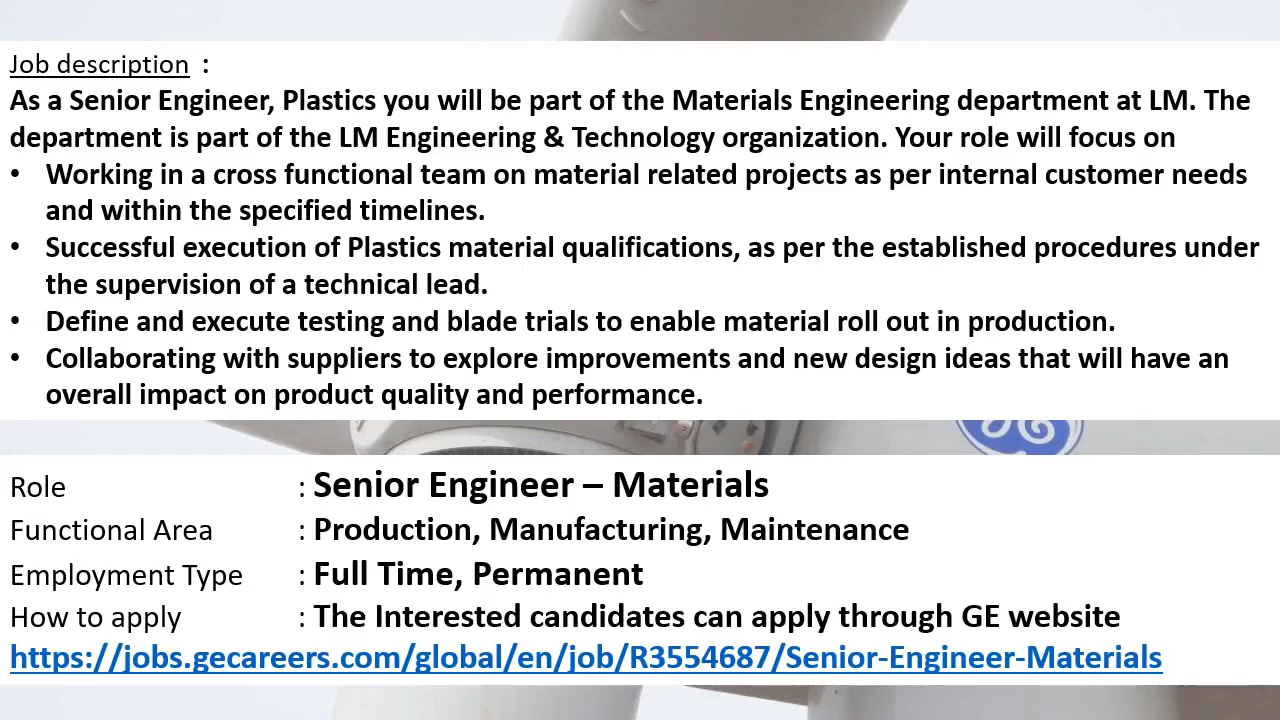 Job description :
As a Senior Engineer, Plastics you will be part of the Materials Engineering department at LM. The
department is part of the LM Engineering & Technology organization. Your role will focus on
• Working in a cross functional team on material related projects as per internal customer needs
and within the specified timelines.
• Successful execution of Plastics material qualifications, as per the established procedures under
the supervision of a technical lead.
• Define and execute testing and blade trials to enable material roll out in production.
• Collaborating with suppliers to explore improvements and new design ideas that will have an
overall impact on product quality and performance.
Role : Senior Engineer – Materials
Functional Area : Production, Manufacturing, Maintenance
Employment Type : Full Time, Permanent
How to apply : The Interested candidates can apply through GE website
https://jobs.gecareers.com/global/en/job/R3554687/Senior-Engineer-Materials